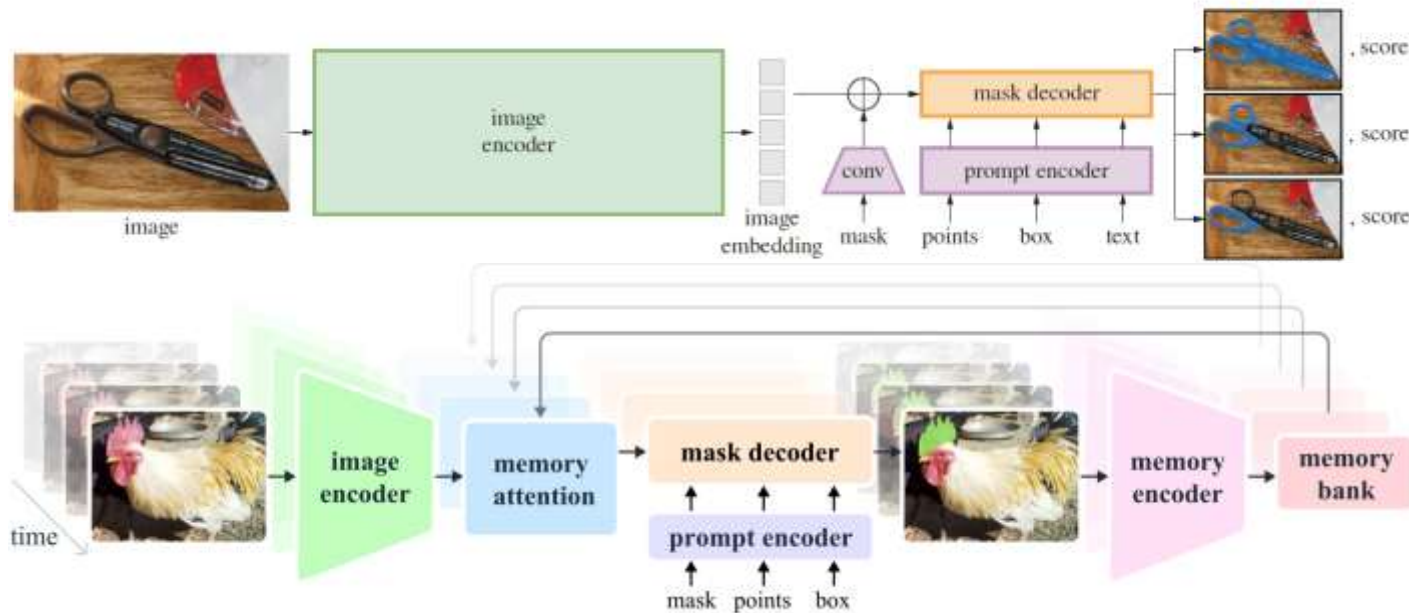 image
encoder
image
image
embedding
conv
mask
mask decoder
prompt encoder
points
box
text
, score
, score
, score
time
image
encoder
memory
attention
mask decoder
prompt encoder
mask
points
box
memory
encoder
memory
bank